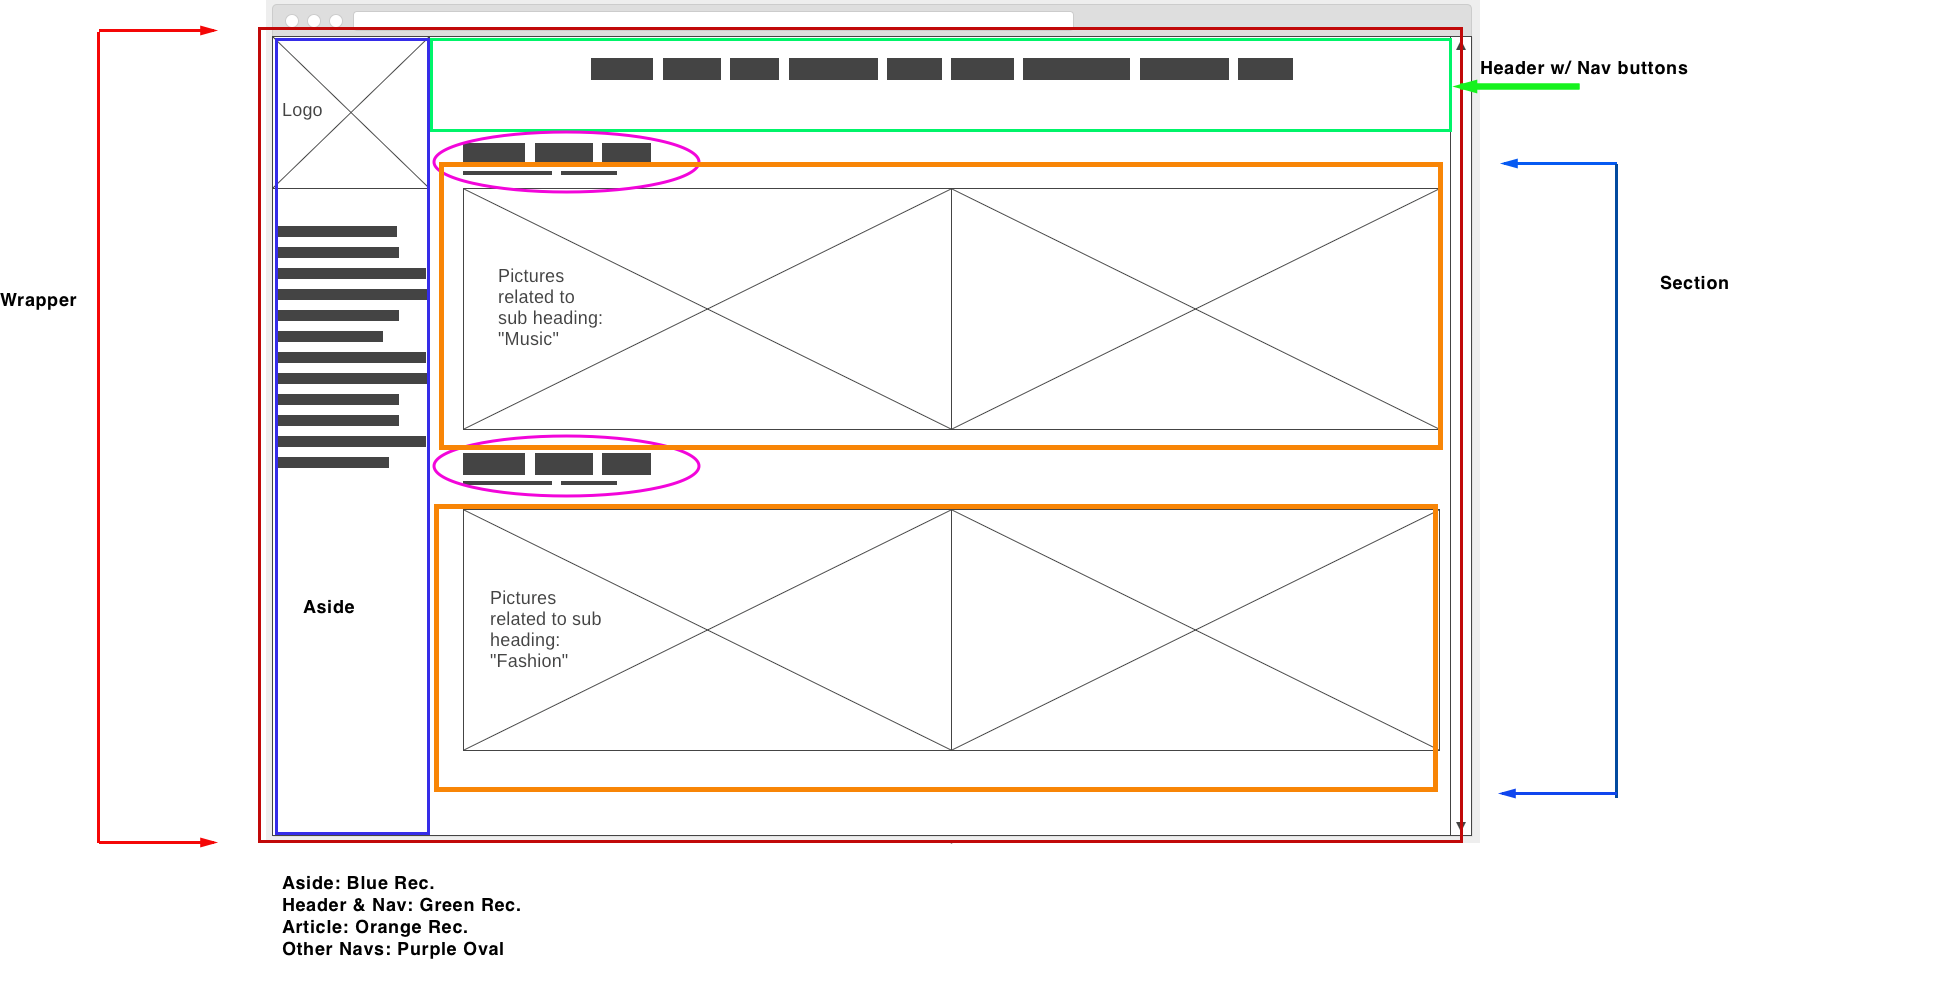 Header w/ Nav buttons
Logo
Pictures
related to
sub heading:
"Music"
Wrapper
Section
Pictures
related to sub
heading:
"Fashion"
Aside
Aside: Blue Rec.
Header & Nav: Green Rec.
Article: Orange Rec.
Other Navs: Purple Oval